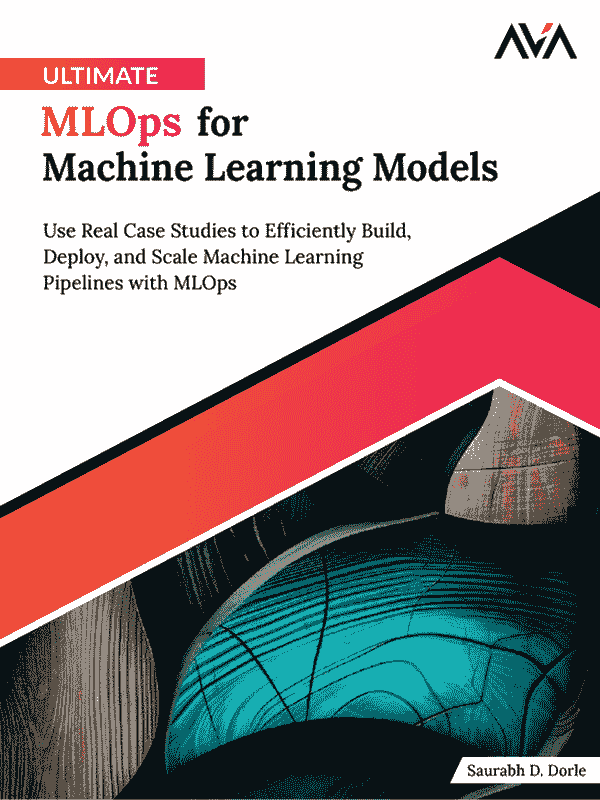 AVA
ULTIMATE
MLOps for
Machine Learning Models
Use Real Case Studies to Efficiently Build,
Deploy, and Scale Machine Learning
Pipelines with MLOps
Saurabh D. Dorle